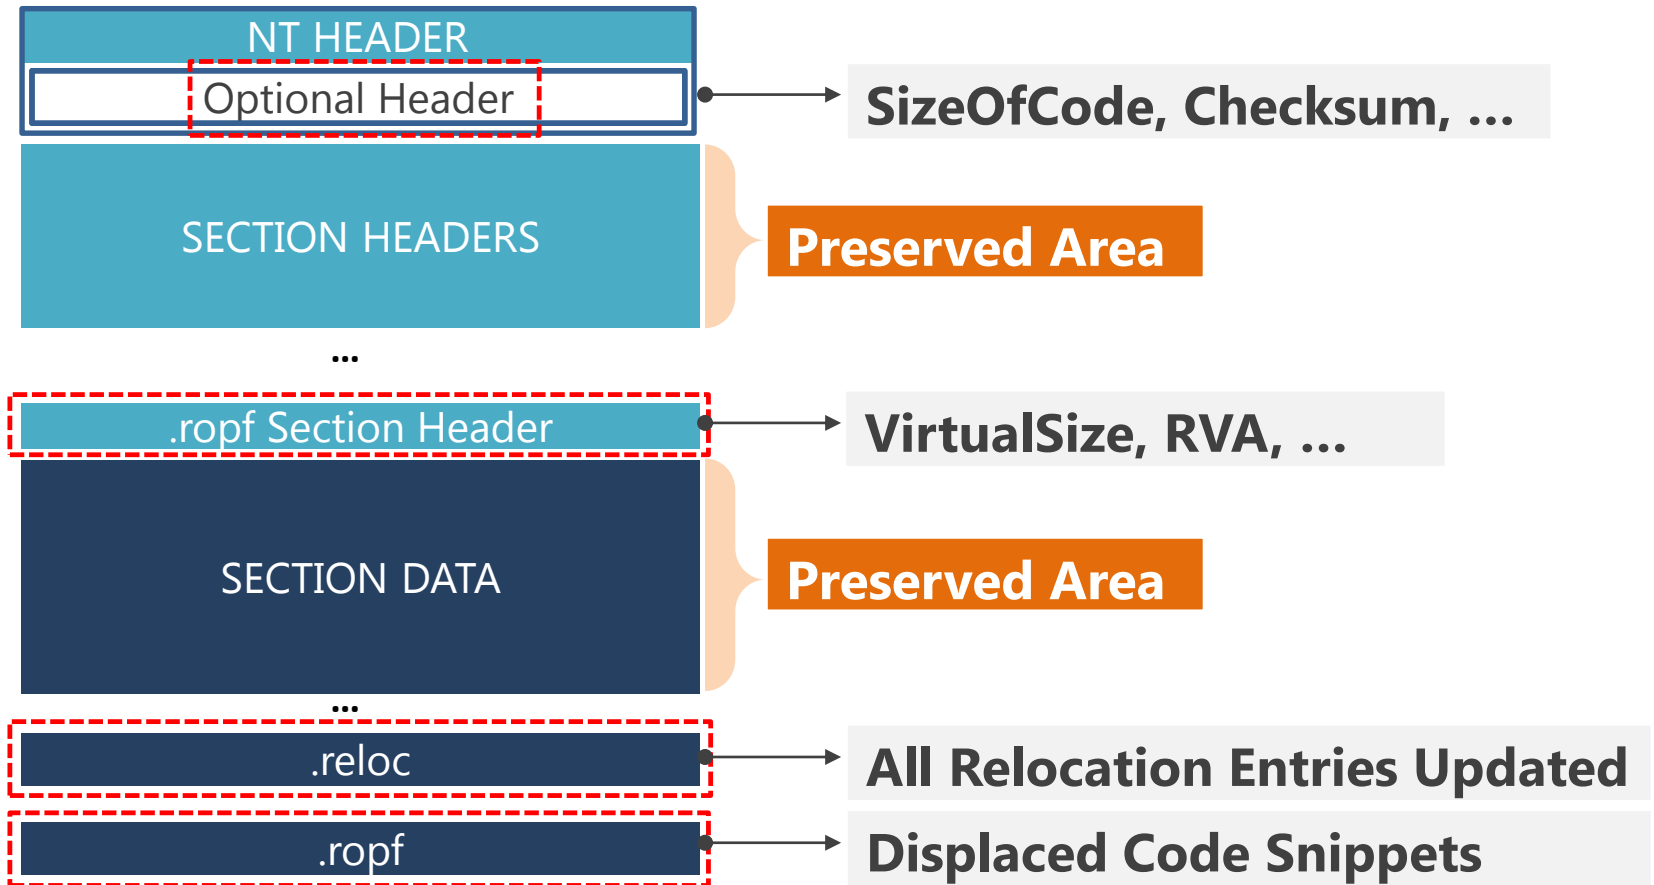 NT HEADER
Optional Header
SizeOfCode, Checksum, ...
SECTION HEADERS
Preserved Area
...
.ropf Section Header
VirtualSize, RVA, ...
SECTION DATA
Preserved Area
...
.reloc
All Relocation Entries Updated
.ropf
Displaced Code Snippets